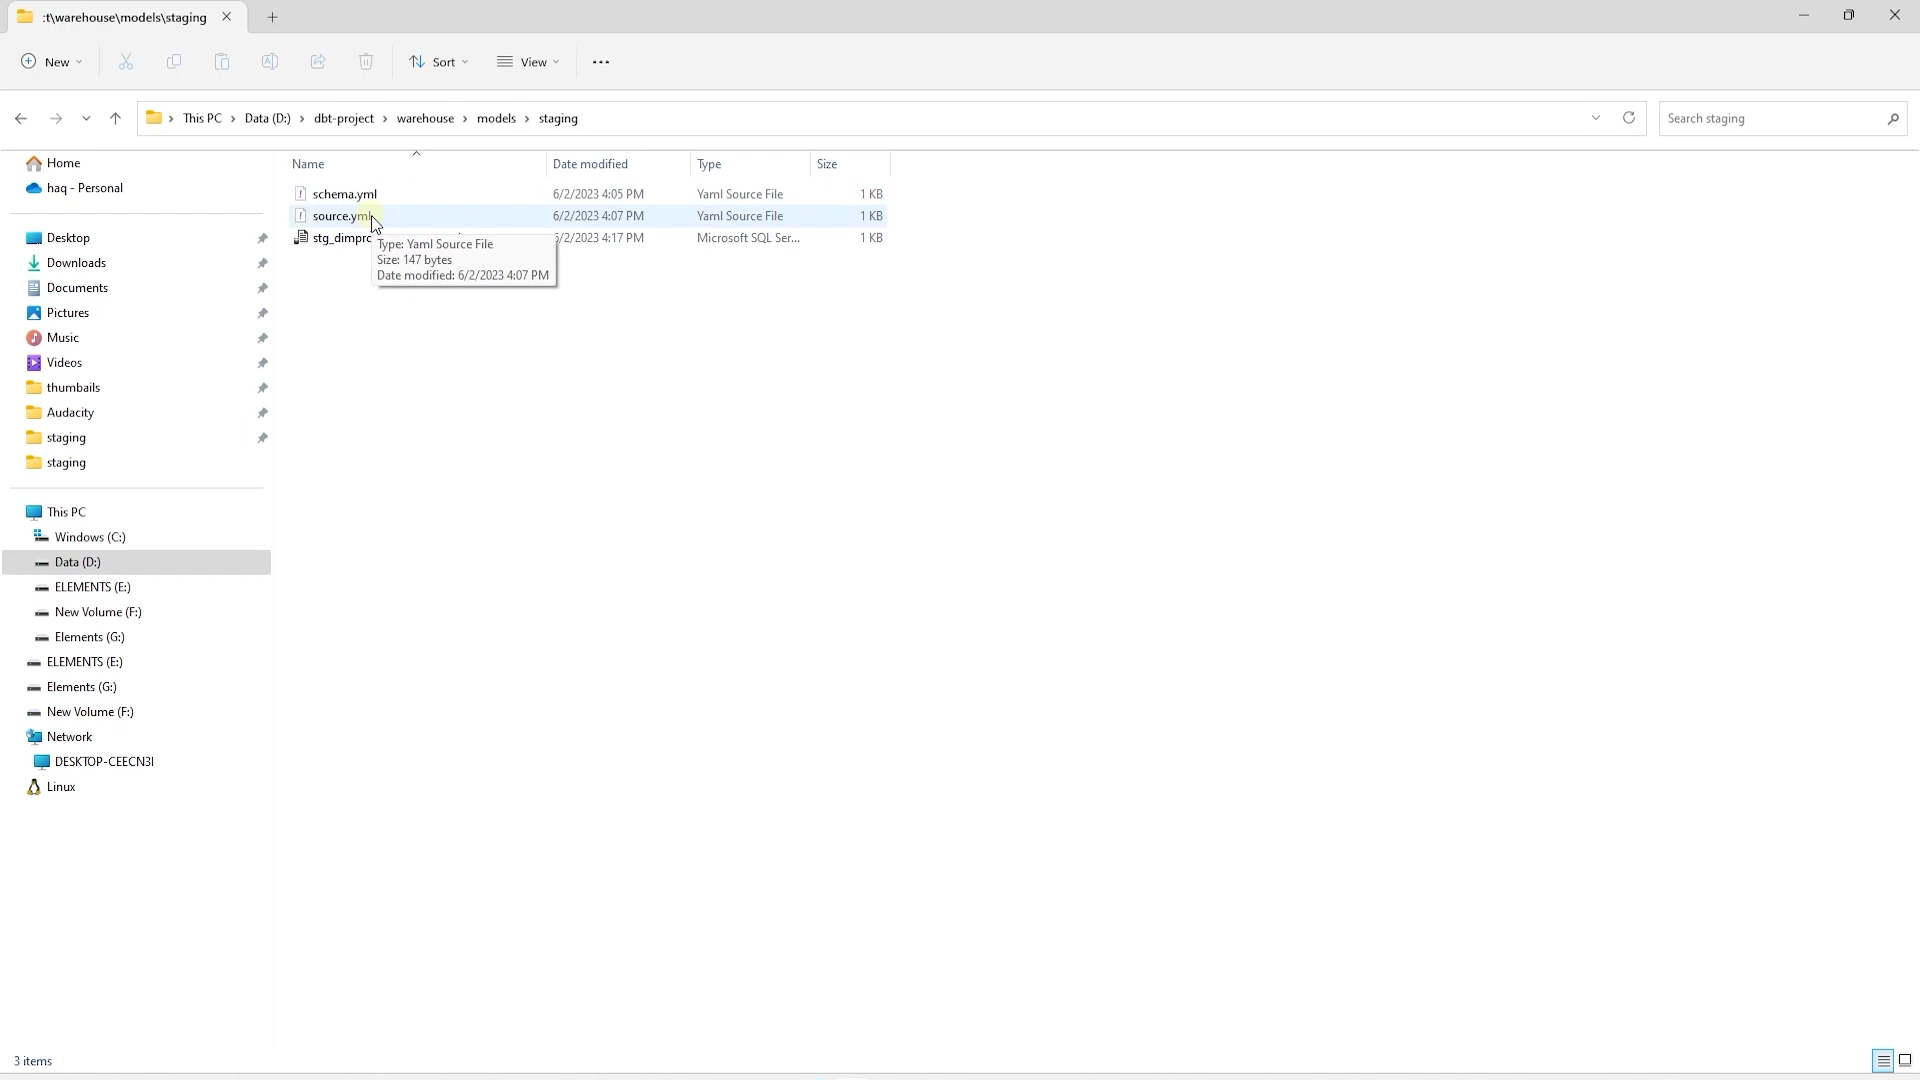 :t\warehouse\models\staging
New
Sort
View
This PC > Data (D:) > dbt-project > warehouse > models > staging
Search staging
Name
Date modified
Type
Size
schema.yml 6/2/2023 4:05 PM Yaml Source File 1 KB
source.yml 6/2/2023 4:07 PM Yaml Source File 1 KB
stg_dimpro 6/2/2023 4:17 PM Microsoft SQL Ser... 1 KB
Type: Yaml Source File
Size: 147 bytes
Date modified: 6/2/2023 4:07 PM
Home
haq - Personal
Desktop
Downloads
Documents
Pictures
Music
Videos
thumbails
Audacity
staging
staging
This PC
Windows (C:)
Data (D:)
ELEMENTS (E:)
New Volume (F:)
Elements (G:)
ELEMENTS (E:)
Elements (G:)
New Volume (F:)
Network
DESKTOP-CEECN3I
Linux
3 items